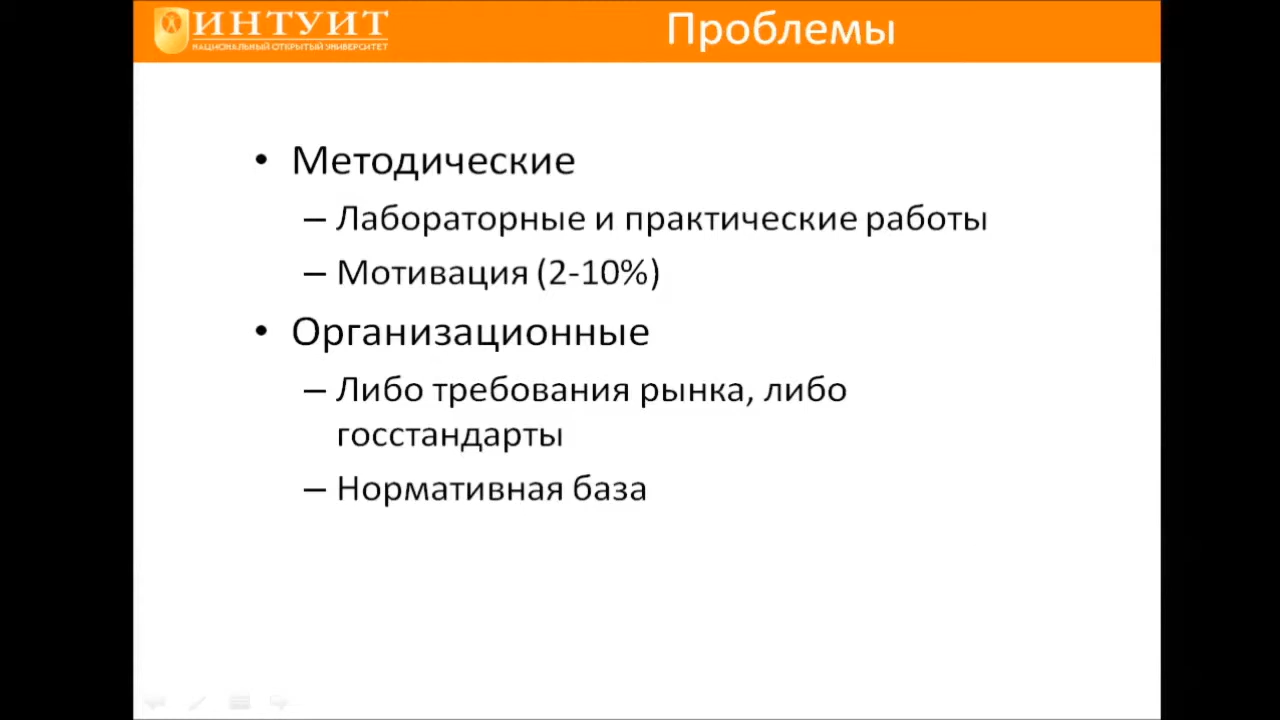 ИНТУИТ
НАЦИОНАЛЬНЫЙ ОТКРЫТЫЙ УНИВЕРСИТЕТ
Проблемы
• Методические
– Лабораторные и практические работы
– Мотивация (2-10%)
• Организационные
– Либо требования рынка, либо
госстандарты
– Нормативная база